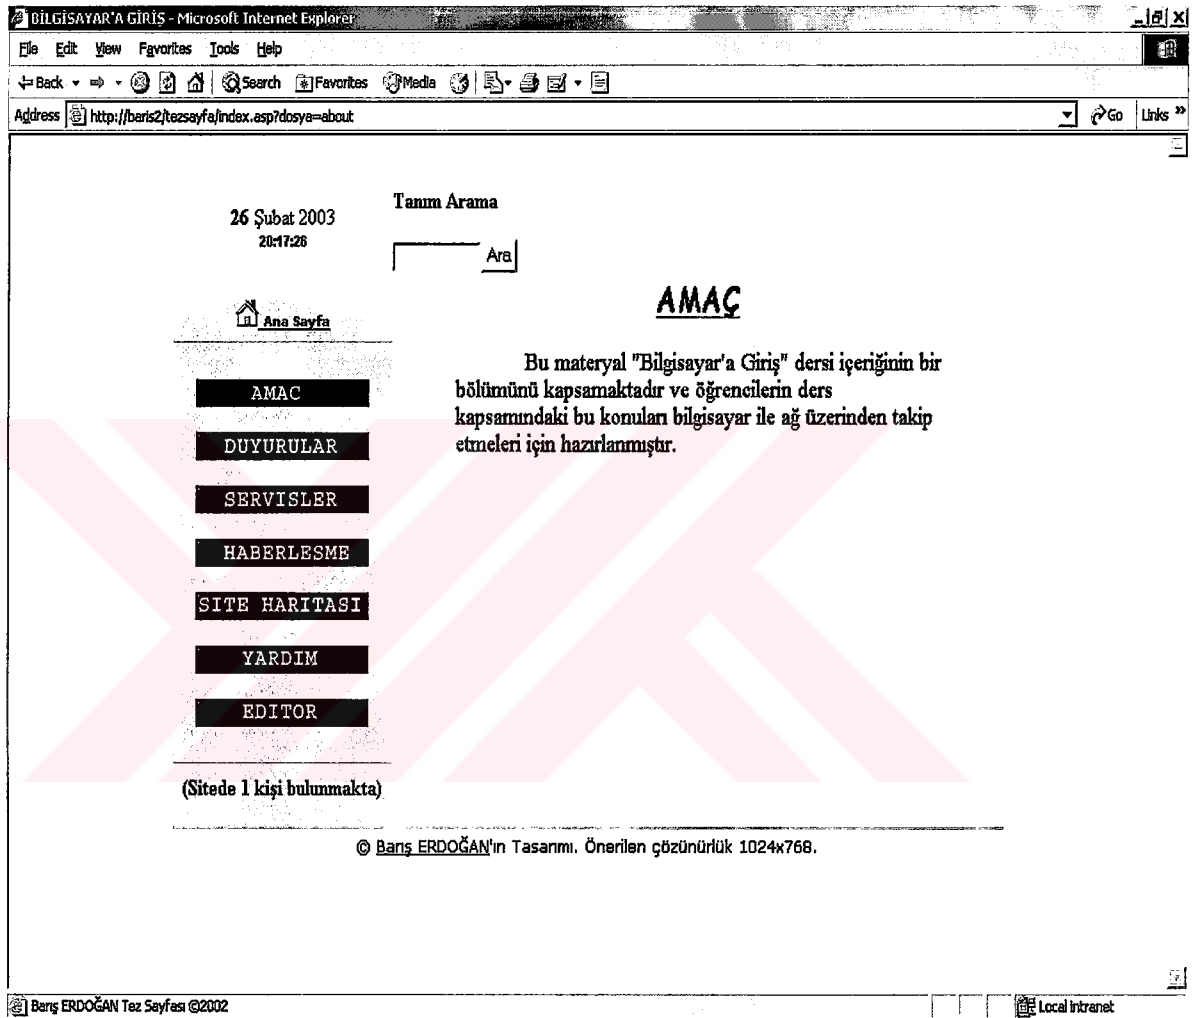 BİLGİSAYAR'A GİRİŞ - Microsoft Internet Explorer
File Edit View Favorites Tools Help
Back Search Favorites Media
Address http://baris2/tezsayfa/index.asp?dosya=about Go Links »
26 Şubat 2003
20:17:26
Tanım Arama
Ara
Ana Sayfa
AMAC
DUYURULAR
SERVISLER
HABERLESME
SITE HARITASI
YARDIM
EDITOR
(Sitede 1 kişi bulunmakta)
AMAÇ
Bu materyal "Bilgisayar'a Giriş" dersi içeriğinin bir
bölümünü kapsamaktadır ve öğrencilerin ders
kapsamındaki bu konuları bilgisayar ile ağ üzerinden takip
etmeleri için hazırlanmıştır.
© Barış ERDOĞAN'ın Tasarımı. Önerilen çözünürlük 1024x768.
Barış ERDOĞAN Tez Sayfası ©2002 Local intranet